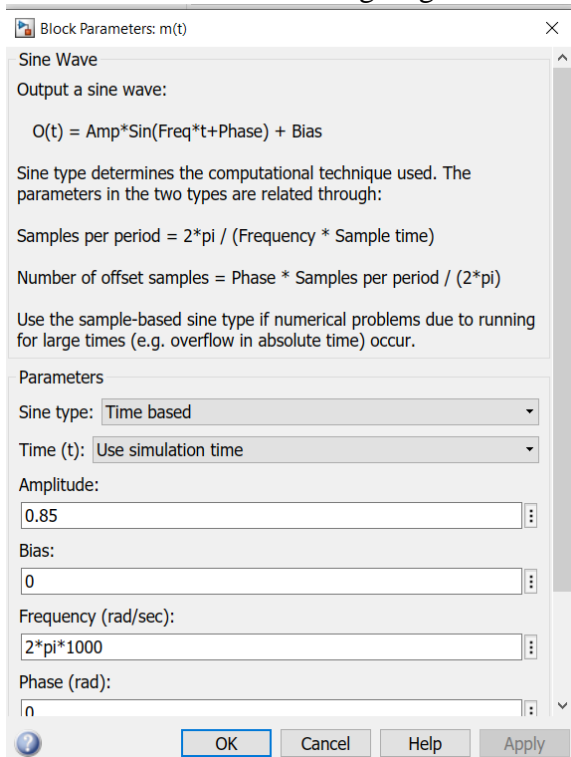 Block Parameters: m(t)
Sine Wave
Output a sine wave:
O(t) = Amp*Sin(Freq*t+Phase) + Bias
Sine type determines the computational technique used. The
parameters in the two types are related through:
Samples per period = 2*pi / (Frequency * Sample time)
Number of offset samples = Phase * Samples per period / (2*pi)
Use the sample-based sine type if numerical problems due to running
for large times (e.g. overflow in absolute time) occur.
Parameters
Sine type: Time based
Time (t): Use simulation time
Amplitude:
0.85
Bias:
0
Frequency (rad/sec):
2*pi*1000
Phase (rad):
0
OK Cancel Help Apply